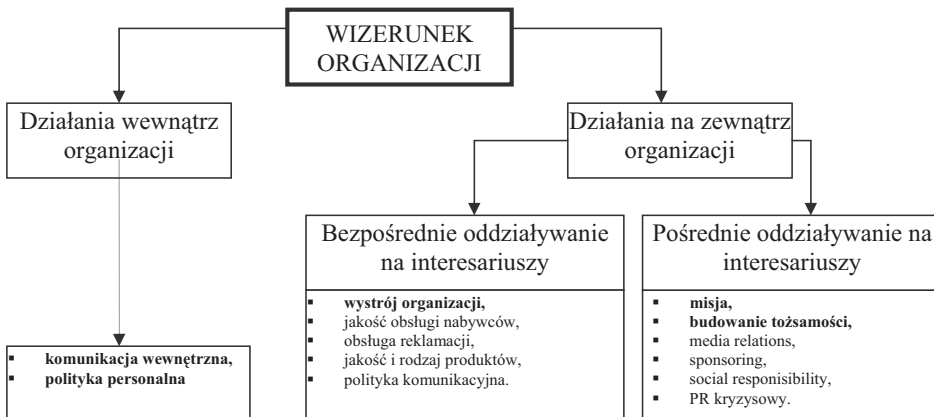 WIZERUNEK
ORGANIZACJI
Działania wewnątrz
organizacji
Działania na zewnątrz
organizacji
Bezpośrednie oddziaływanie
na interesariuszy
Pośrednie oddziaływanie na
interesariuszy
▪ komunikacja wewnętrzna,
▪ polityka personalna
▪ wystrój organizacji,
▪ jakość obsługi nabywców,
▪ obsługa reklamacji,
▪ jakość i rodzaj produktów,
▪ polityka komunikacyjna.
▪ misja,
▪ budowanie tożsamości,
▪ media relations,
▪ sponsoring,
▪ social responisibility,
▪ PR kryzysowy.